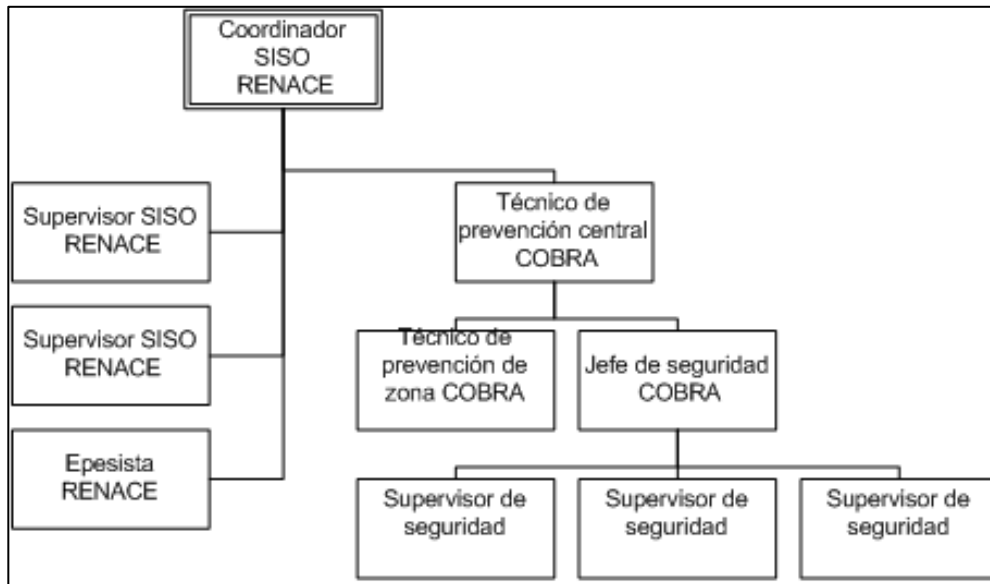 Coordinador
SISO
RENACE
Supervisor SISO
RENACE
Técnico de
prevención central
COBRA
Supervisor SISO
RENACE
Técnico de
prevención de
zona COBRA
Jefe de seguridad
COBRA
Epesista
RENACE
Supervisor de
seguridad
Supervisor de
seguridad
Supervisor de
seguridad